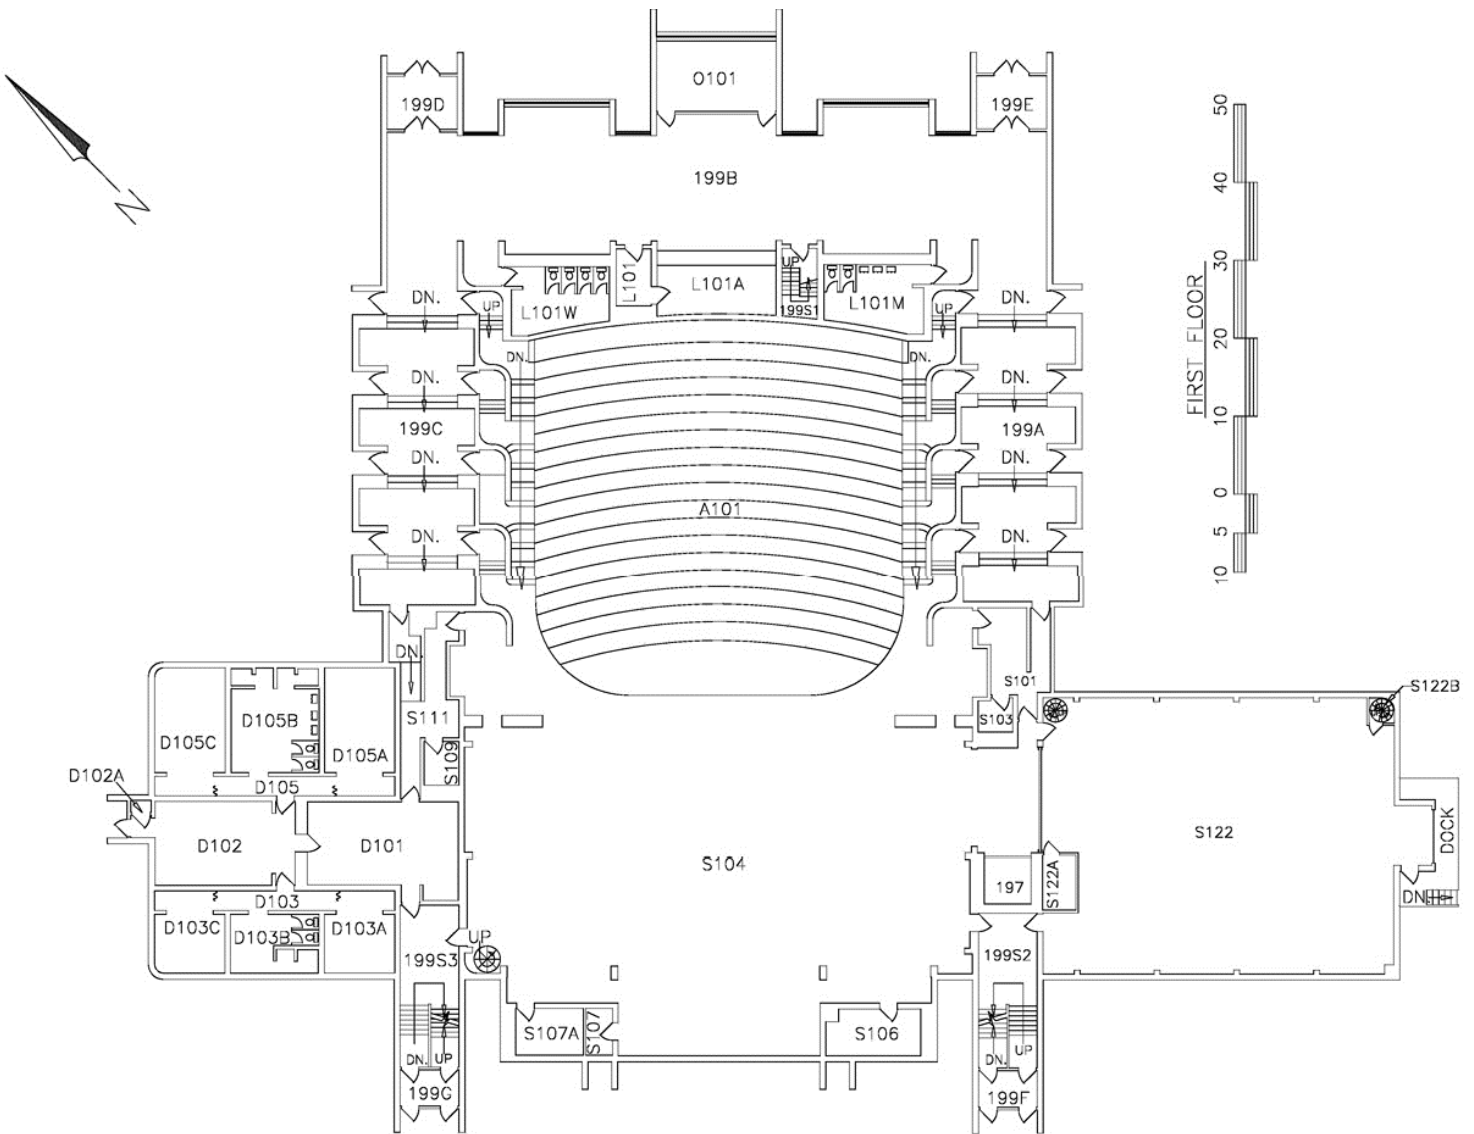 O101
199D
199E
50
199B
40
N
UP
L101
L101A
30
DN.
UP
L101W
199S1
L101M
UP
DN.
FIRST FLOOR
20
DN.
DN.
DN.
DN.
10
199C
199A
DN.
DN.
0
A101
DN.
DN.
5
10
DN.
S101
S122B
D105B
S111
S103
D105C
D105A
S109
D102A
D105
D102
D101
S122
DOCK
S104
197
S122A
D103
DN.
D103C
D103B
D103A
UP
199S3
199S2
S107A
S107
S106
DN.
UP
DN.
UP
199G
199F